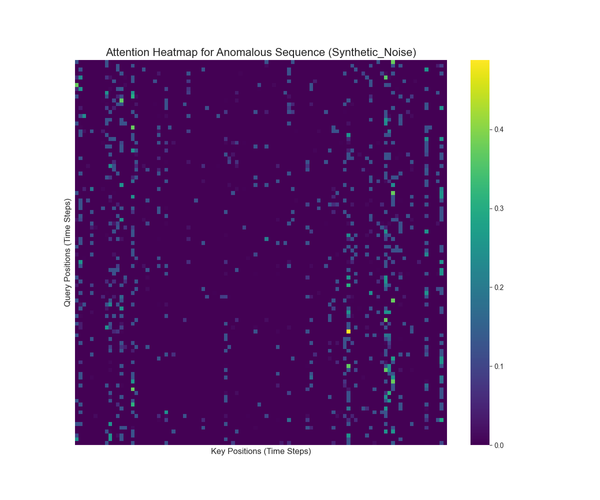 Attention Heatmap for Anomalous Sequence (Synthetic_Noise)
Query Positions (Time Steps)
Key Positions (Time Steps)
0.4
0.3
0.2
0.1
0.0